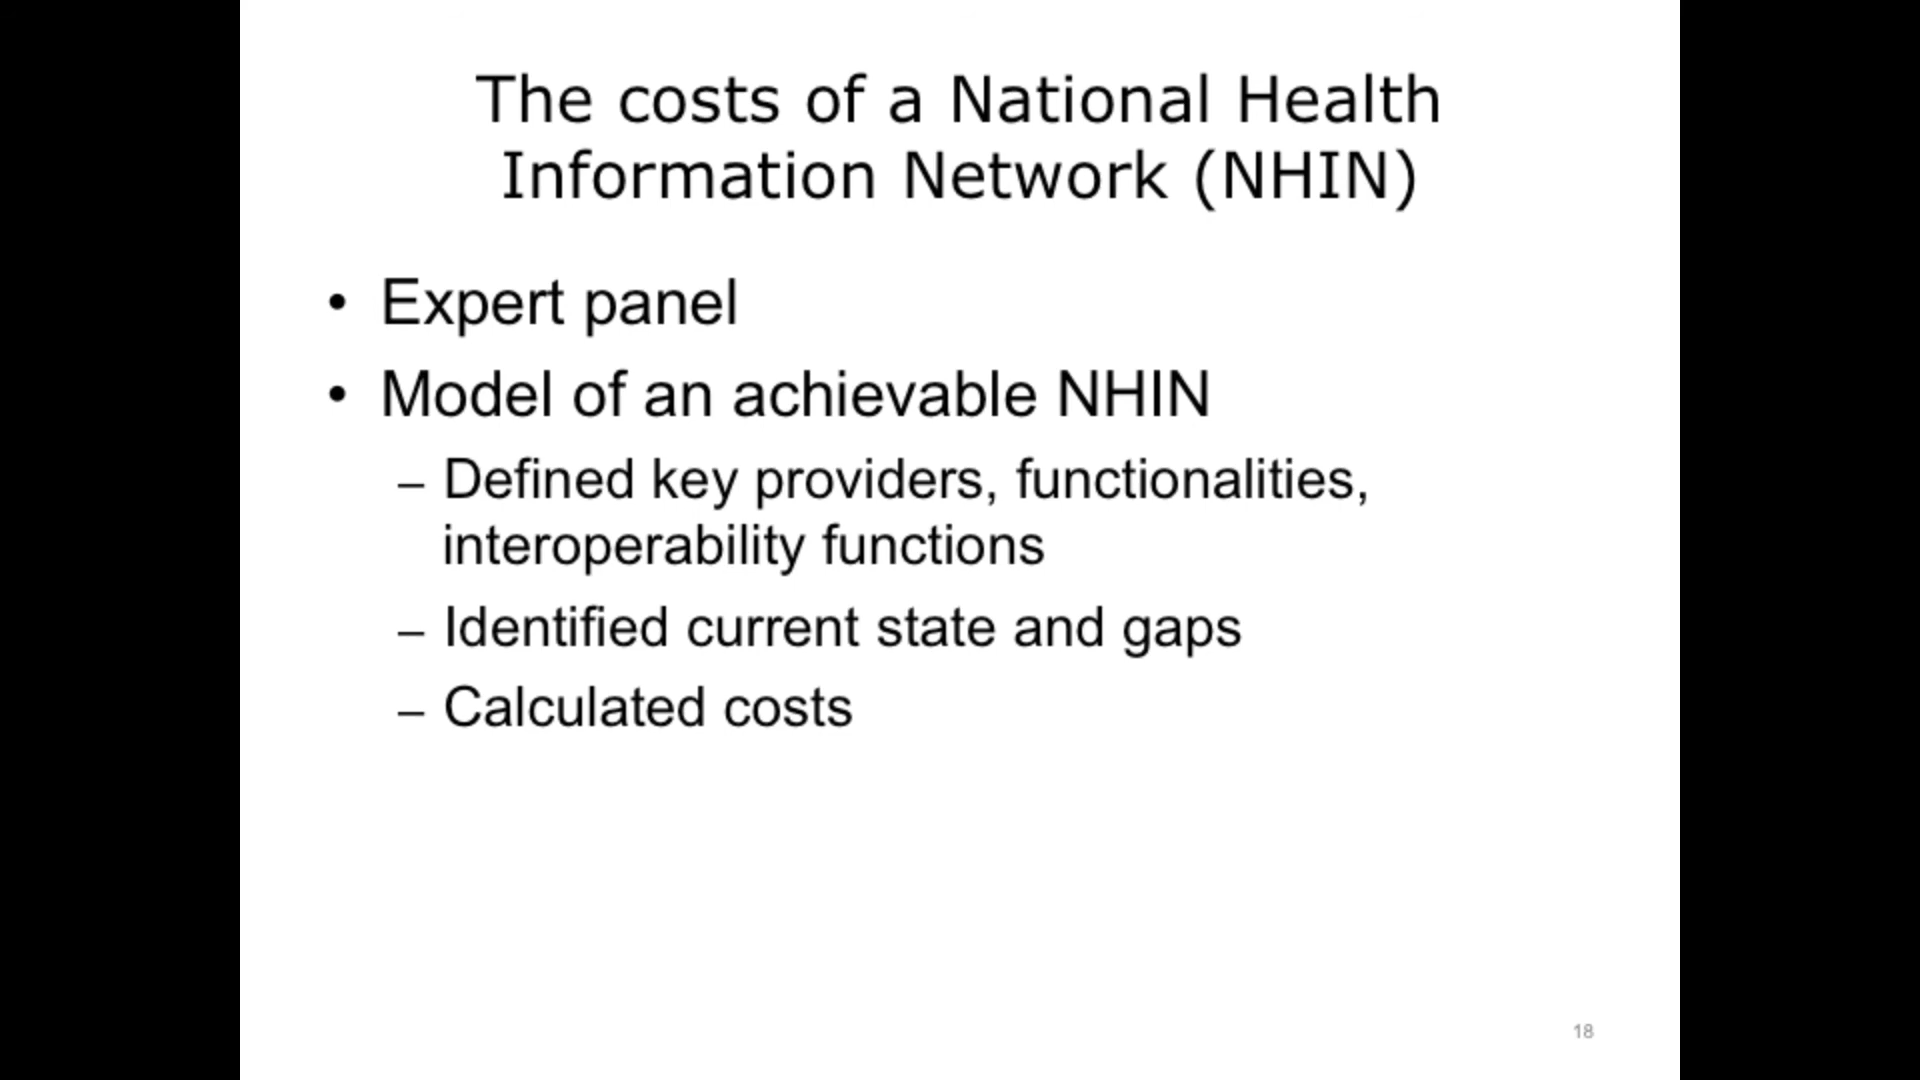 The costs of a National Health
Information Network (NHIN)
• Expert panel
• Model of an achievable NHIN
– Defined key providers, functionalities,
interoperability functions
– Identified current state and gaps
– Calculated costs
18